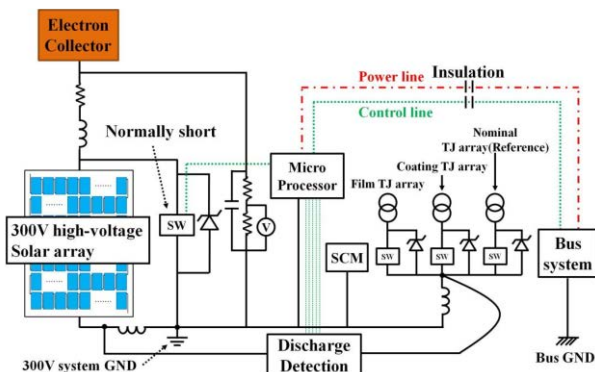 Electron
Collector
Power line
Insulation
Control line
Normally short
Nominal
TJ array(Reference)
Coating TJ array
Film TJ array
Micro
Processor
300V high-voltage
Solar array
SW
V
SW
SW
SW
SCM
Bus
system
300V system GND
Discharge
Detection
Bus GND